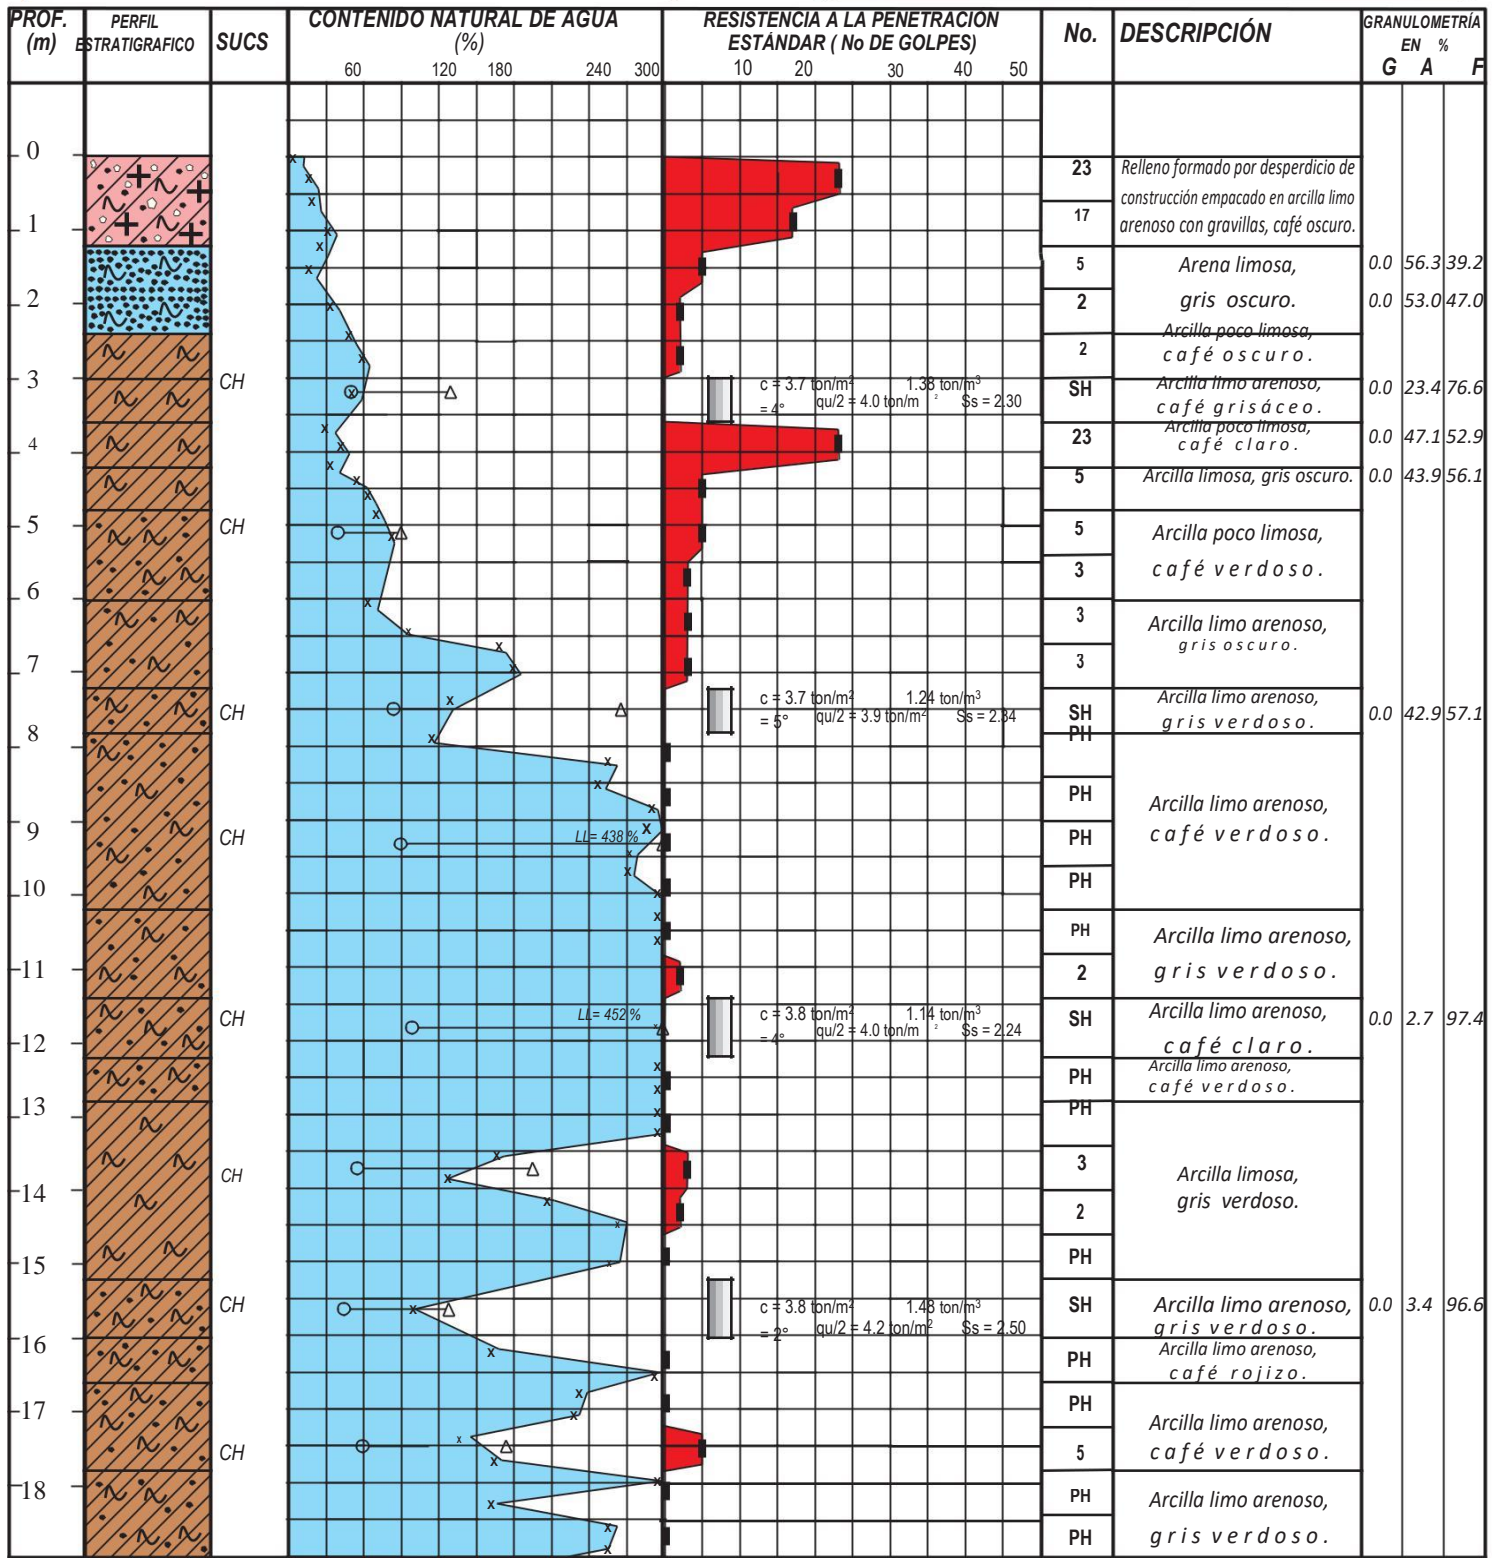 PROF. PERFIL CONTENIDO NATURAL DE AGUA RESISTENCIA A LA PENETRACION No. DESCRIPCIÓN GRANULOMETRÍA
(m) ESTRATIGRAFICO SUCS (%) ESTÁNDAR ( No DE GOLPES) EN %
60 120 180 240 300 10 20 30 40 50 G A F
0
23 Relleno formado por desperdicio de
construcción empacado en arcilla limo
17 arenoso con gravillas, café oscuro.
1
5 Arena limosa, 0.0 56.3 39.2
2 2 gris oscuro. 0.0 53.0 47.0
Arcilla poco limosa,
2 café oscuro.
3 CH c = 3.7 ton/m² 1.38 ton/m³ SH Arcilla limo arenoso, 0.0 23.4 76.6
= 4° qu/2 = 4.0 ton/m ² Ss = 2.30 café grisáceo.
23 Arcilla poco limosa, 0.0 47.1 52.9
4 café claro.
5 Arcilla limosa, gris oscuro. 0.0 43.9 56.1
5 CH 5 Arcilla poco limosa,
3 café verdoso.
6
3 Arcilla limo arenoso,
gris oscuro.
7 3
CH c = 3.7 ton/m² 1.24 ton/m³ SH Arcilla limo arenoso, 0.0 42.9 57.1
= 5° qu/2 = 3.9 ton/m² Ss = 2.34 gris verdoso.
8 PH
PH Arcilla limo arenoso,
9 CH LL= 438 % PH café verdoso.
10 PH
PH Arcilla limo arenoso,
11 2 gris verdoso.
CH LL= 452 % c = 3.8 ton/m² 1.14 ton/m³ SH Arcilla limo arenoso, 0.0 2.7 97.4
= 4° qu/2 = 4.0 ton/m ² Ss = 2.24
12 café claro.
Arcilla limo arenoso,
PH café verdoso.
13 PH
3
CH Arcilla limosa,
14 2 gris verdoso.
15 PH
CH c = 3.8 ton/m² 1.48 ton/m³ SH Arcilla limo arenoso, 0.0 3.4 96.6
= 2° qu/2 = 4.2 ton/m² Ss = 2.50 gris verdoso.
16 Arcilla limo arenoso,
PH café rojizo.
17 PH
Arcilla limo arenoso,
CH 5 café verdoso.
18 PH Arcilla limo arenoso,
PH gris verdoso.